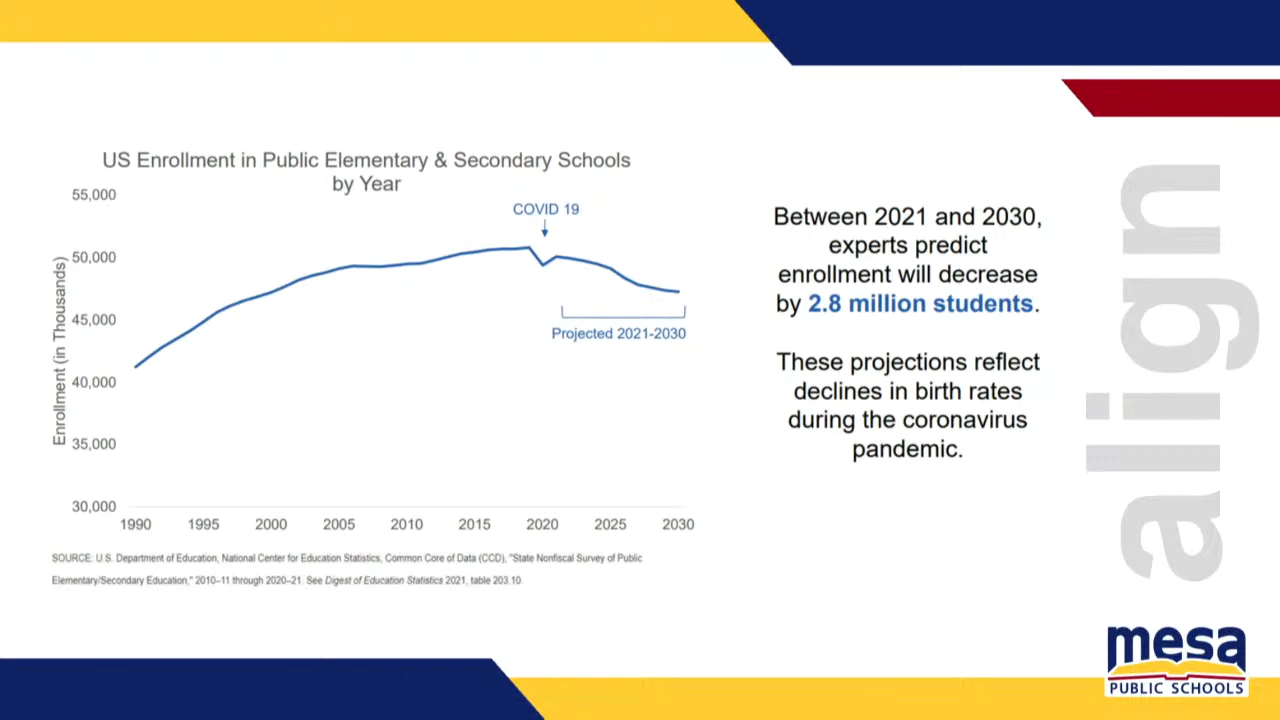 US Enrollment in Public Elementary & Secondary Schools
by Year
55,000
50,000
45,000
40,000
35,000
30,000
Enrollment (in Thousands)
COVID 19
Projected 2021-2030
1990 1995 2000 2005 2010 2015 2020 2025 2030
SOURCE: U.S. Department of Education, National Center for Education Statistics, Common Core of Data (CCD), "State Nonfiscal Survey of Public
Elementary/Secondary Education," 2010–11 through 2020–21. See Digest of Education Statistics 2021, table 203.10.
Between 2021 and 2030,
experts predict
enrollment will decrease
by 2.8 million students.
These projections reflect
declines in birth rates
during the coronavirus
pandemic.
align
mesa
PUBLIC SCHOOLS